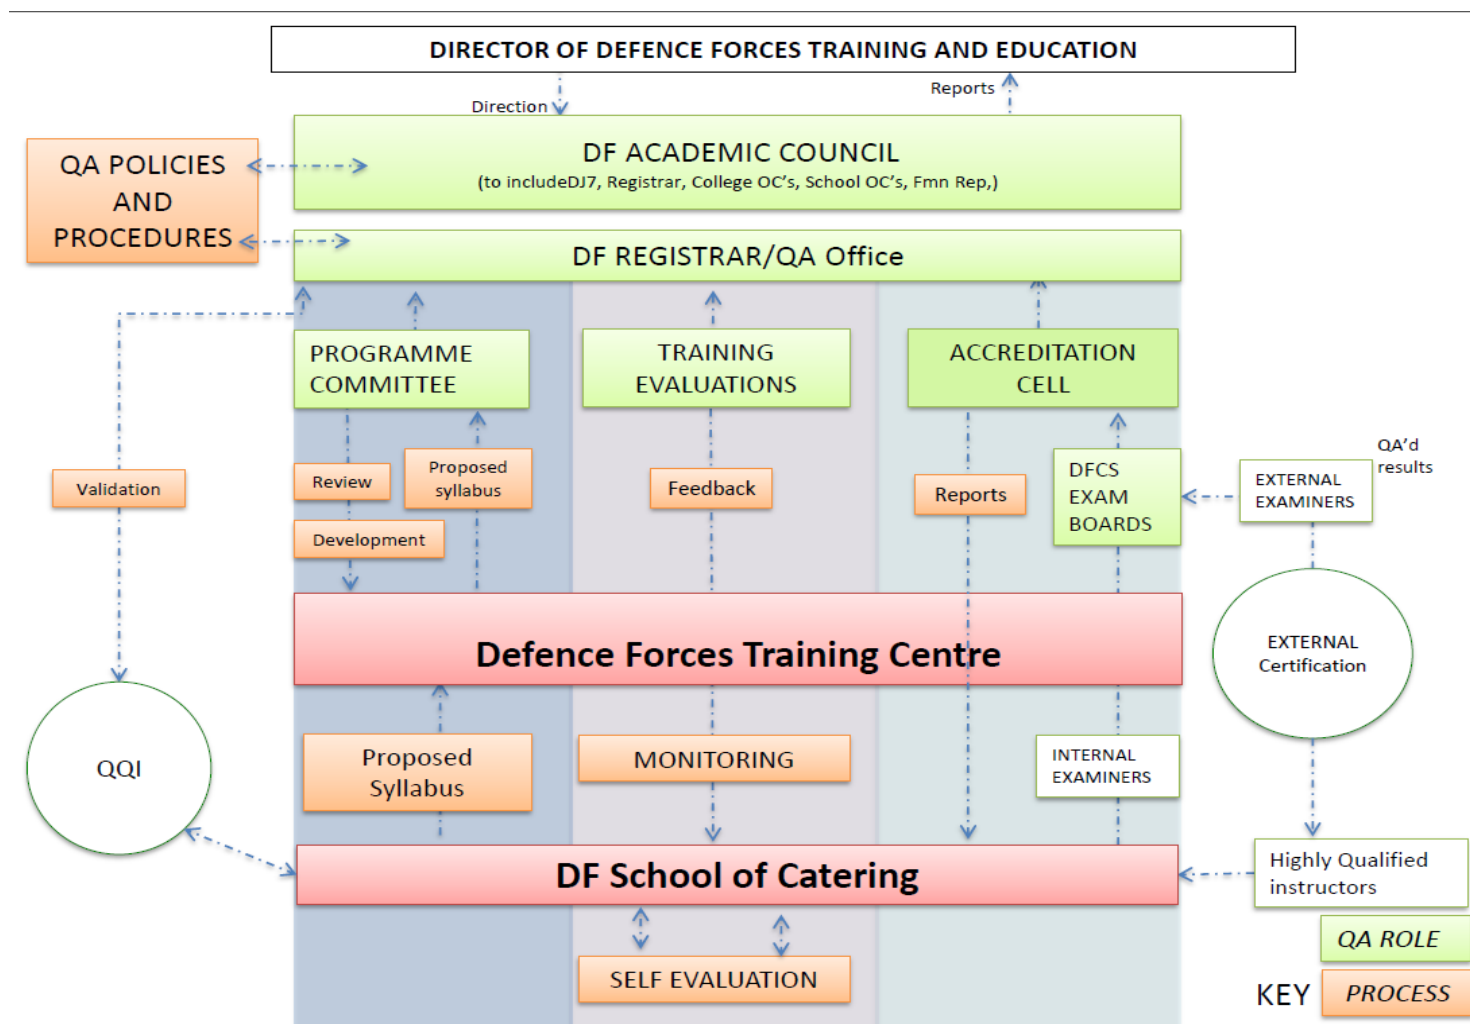 DIRECTOR OF DEFENCE FORCES TRAINING AND EDUCATION
Direction
Reports
QA POLICIES
AND
PROCEDURES
DF ACADEMIC COUNCIL
(to includeDJ7, Registrar, College OC's, School OC's, Fmn Rep,)
DF REGISTRAR/QA Office
PROGRAMME
COMMITTEE
TRAINING
EVALUATIONS
ACCREDITATION
CELL
Validation
Review
Proposed
syllabus
Development
Feedback
Reports
DFCS
EXAM
BOARDS
EXTERNAL
EXAMINERS
QA'd
results
Defence Forces Training Centre
EXTERNAL
Certification
QQI
Proposed
Syllabus
MONITORING
INTERNAL
EXAMINERS
DF School of Catering
Highly Qualified
instructors
SELF EVALUATION
KEY
QA ROLE
PROCESS